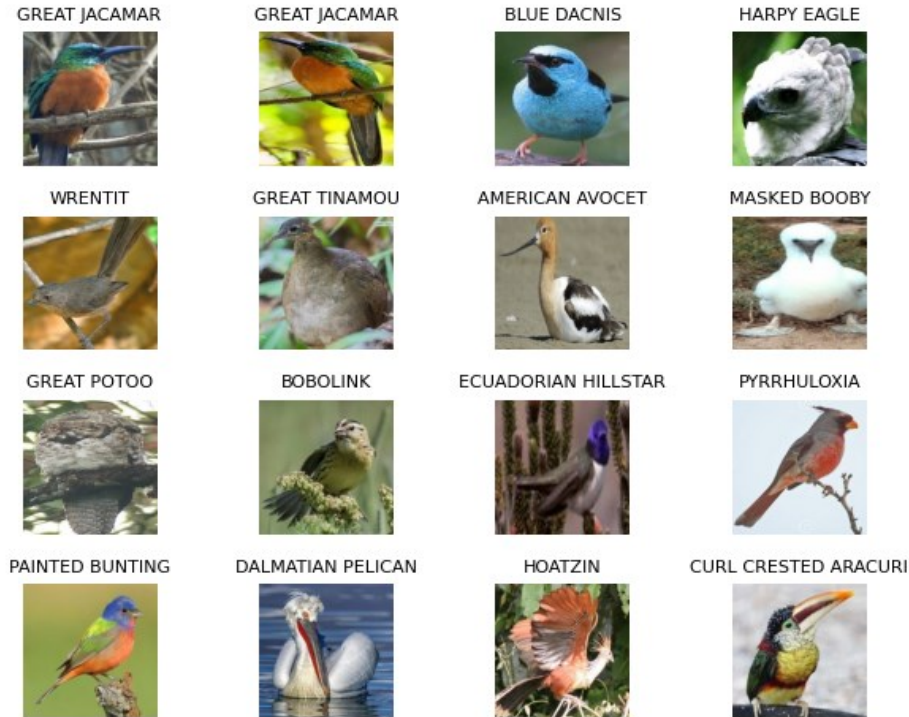 GREAT JACAMAR
GREAT JACAMAR
BLUE DACNIS
HARPY EAGLE
WRENTIT
GREAT TINAMOU
AMERICAN AVOCET
MASKED BOOBY
GREAT POTOO
BOBOLINK
ECUADORIAN HILLSTAR
PYRRHULOXIA
PAINTED BUNTING
DALMATIAN PELICAN
HOATZIN
CURL CRESTED ARACURI